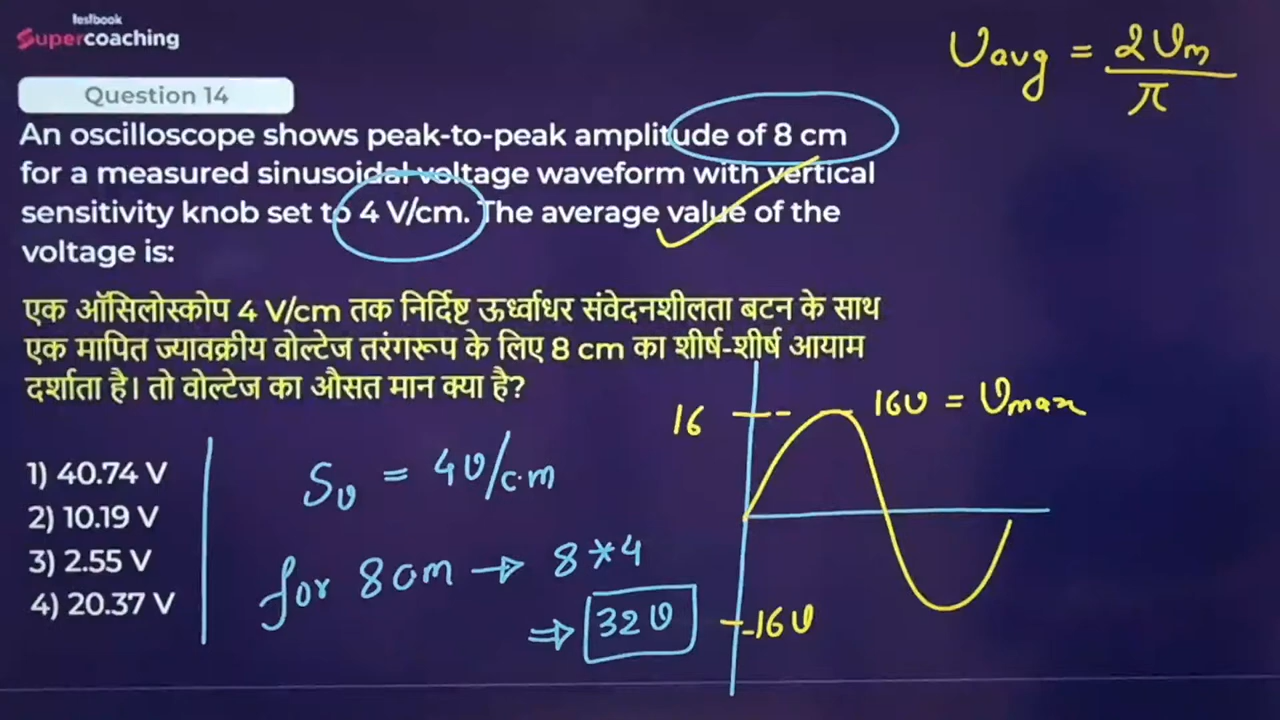 testbook
Supercoaching
Question 14
An oscilloscope shows peak-to-peak amplitude of 8 cm
for a measured sinusoidal voltage waveform with vertical
sensitivity knob set to 4 V/cm. The average value of the
voltage is:
एक ऑसिलोस्कोप 4 V/cm तक निर्दिष्ट ऊर्ध्वाधर संवेदनशीलता बटन के साथ
एक मापित ज्यावक्रीय वोल्टेज तरंगरूप के लिए 8 cm का शीर्ष-शीर्ष आयाम
दर्शाता है। तो वोल्टेज का औसत मान क्या है?
1) 40.74 V
2) 10.19 V
3) 2.55 V
4) 20.37 V
Sv = 4v/cm
for 8cm → 8*4
⇒ 32v
Vavg = 2Vm/π
16
16v = Vmax
-16v